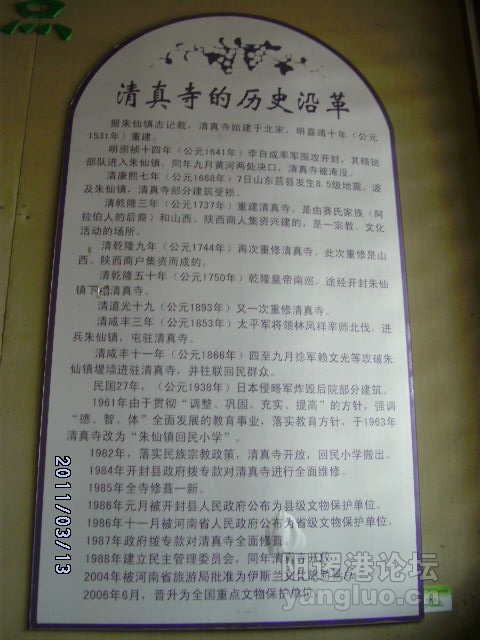 点
清真寺的历史沿革
据朱仙镇志记载，清真寺始建于北宋，明嘉靖十年（公元
1531年）重建。
明崇祯十四年（公元1641年）李自成率军围攻开封，其精锐
部队进入朱仙镇，同年九月黄河两处决口，清真寺被淹没。
清康熙七年（公元1668年）7日山东莒县发生8.5级地震，波
及朱仙镇，清真寺部分建筑受损。
清乾隆三年（公元1737年）重建清真寺，是由赛氏家族（阿
拉伯人的后裔）和山西、陕西商人集资兴建的，是一宗教、文化
活动的场所。
清乾隆九年（公元1744年）再次重修清真寺，此次重修是山
西、陕西商户集资而成的。
清乾隆五十年（公元1750年）乾隆皇帝南巡，途经开封朱仙
镇下榻清真寺。
清道光十九（公元1893年）又一次重修清真寺。
清咸丰三年（公元1853年）太平军将领林风祥率师北伐，进
兵朱仙镇，屯驻清真寺。
清咸丰十一年（公元1866年）四至九月捻军赖文光等攻破朱
仙镇堤墙进驻清真寺，并往联回民群众。
民国27年，（公元1938年）日本侵略军炸毁后院部分建筑。
1961年由于贯彻“调整、巩固、充实、提高”的方针，强调
“德、智、体”全面发展的教育事业，落实教育方针，于1963年
清真寺改为“朱仙镇回民小学”。
1982年，落实民族宗教政策，清真寺开放，回民小学搬出。
1984年开封县政府拨专款对清真寺进行全面维修。
1985年全寺修葺一新。
1986年元月被开封县人民政府公布为县级文物保护单位。
1986年十一月被河南省人民政府公布为省级文物保护单位。
1987年政府拨专款对清真寺全面修葺。
1988年建立民主管理委员会，同年清真寺
2004年被河南省旅游局批准为伊斯兰文化
2006年6月，晋升为全国重点文物保护单位。
2011/03/13
阳搜港论坛
yangluo.cn